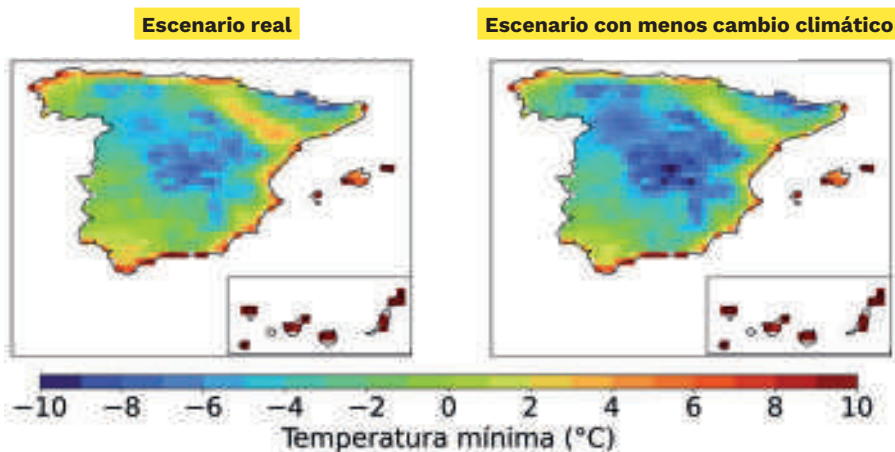 Escenario real
Escenario con menos cambio climático
−10 −8 −6 −4 −2 0 2 4 6 8 10
Temperatura mínima (°C)